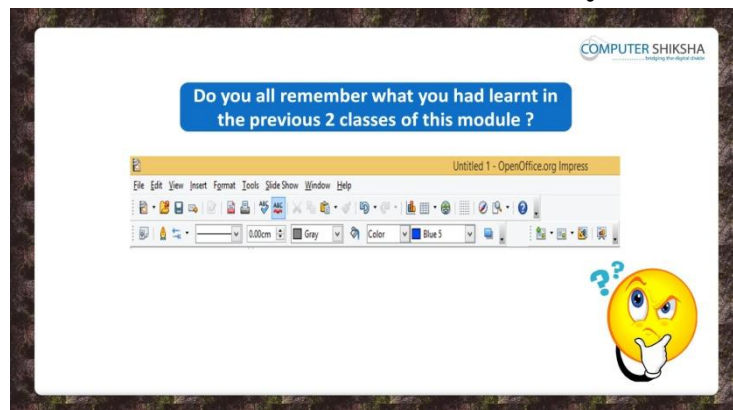 COMPUTER SHIKSHA
bridging the digital divide
Do you all remember what you had learnt in
the previous 2 classes of this module ?
Untitled 1 - OpenOffice.org Impress
File Edit View Insert Format Tools Slide Show Window Help
ABC ABC
0.00cm Gray Color Blue 5
??